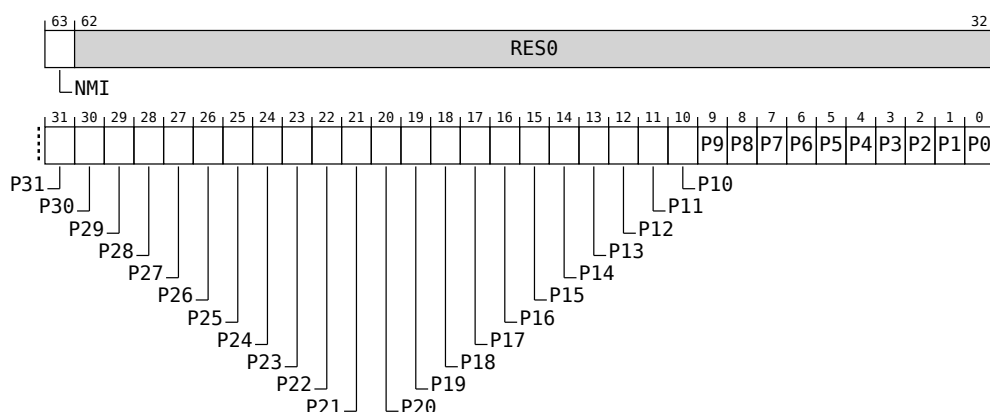 63 62 32
RES0
NMI
31 30 29 28 27 26 25 24 23 22 21 20 19 18 17 16 15 14 13 12 11 10 9 8 7 6 5 4 3 2 1 0
P9 P8 P7 P6 P5 P4 P3 P2 P1 P0
P31 P10
P30 P11
P29 P12
P28 P13
P27 P14
P26 P15
P25 P16
P24 P17
P23 P18
P22 P19
P21 P20